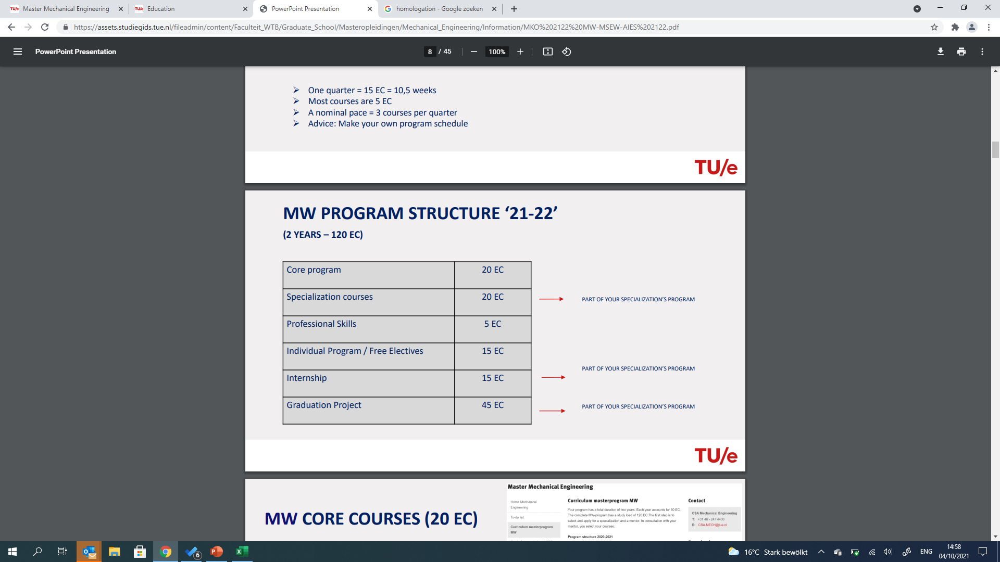 TU/e Master Mechanical Engineering
TU/e Education
PowerPoint Presentation
G homologation - Google zoeken
https://assets.studiegids.tue.nl/fileadmin/content/Faculteit_WTB/Graduate_School/Masteropleidingen/Mechanical_Engineering/Information/MKO%202122%20MW-MSEW-AIES%202122.pdf
PowerPoint Presentation
8 / 45
100%
One quarter = 15 EC = 10,5 weeks
Most courses are 5 EC
A nominal pace = 3 courses per quarter
Advice: Make your own program schedule
TU/e
MW PROGRAM STRUCTURE ‘21-22’
(2 YEARS – 120 EC)
Core program 20 EC
Specialization courses 20 EC
PART OF YOUR SPECIALIZATION'S PROGRAM
Professional Skills 5 EC
Individual Program / Free Electives 15 EC
PART OF YOUR SPECIALIZATION'S PROGRAM
Internship 15 EC
Graduation Project 45 EC
PART OF YOUR SPECIALIZATION'S PROGRAM
TU/e
MW CORE COURSES (20 EC)
Master Mechanical Engineering
Home Mechanical
Engineering
To-do list
Curriculum masterprogram
MW
Curriculum masterprogram MW
Your program has a total duration of two years. Each year accounts for 60 EC.
The complete MW-program has a study load of 120 EC.The first step is to
select and apply for a specialization and a mentor. In consultation with your
mentor, you select your courses.
Program structure 2020-2021
Contact
CSA Mechanical Engineering
T: +31 40 - 247 4400
E: CSA.MECH@tue.nl
6
16°C Stark bewölkt
ENG
14:58
04/10/2021